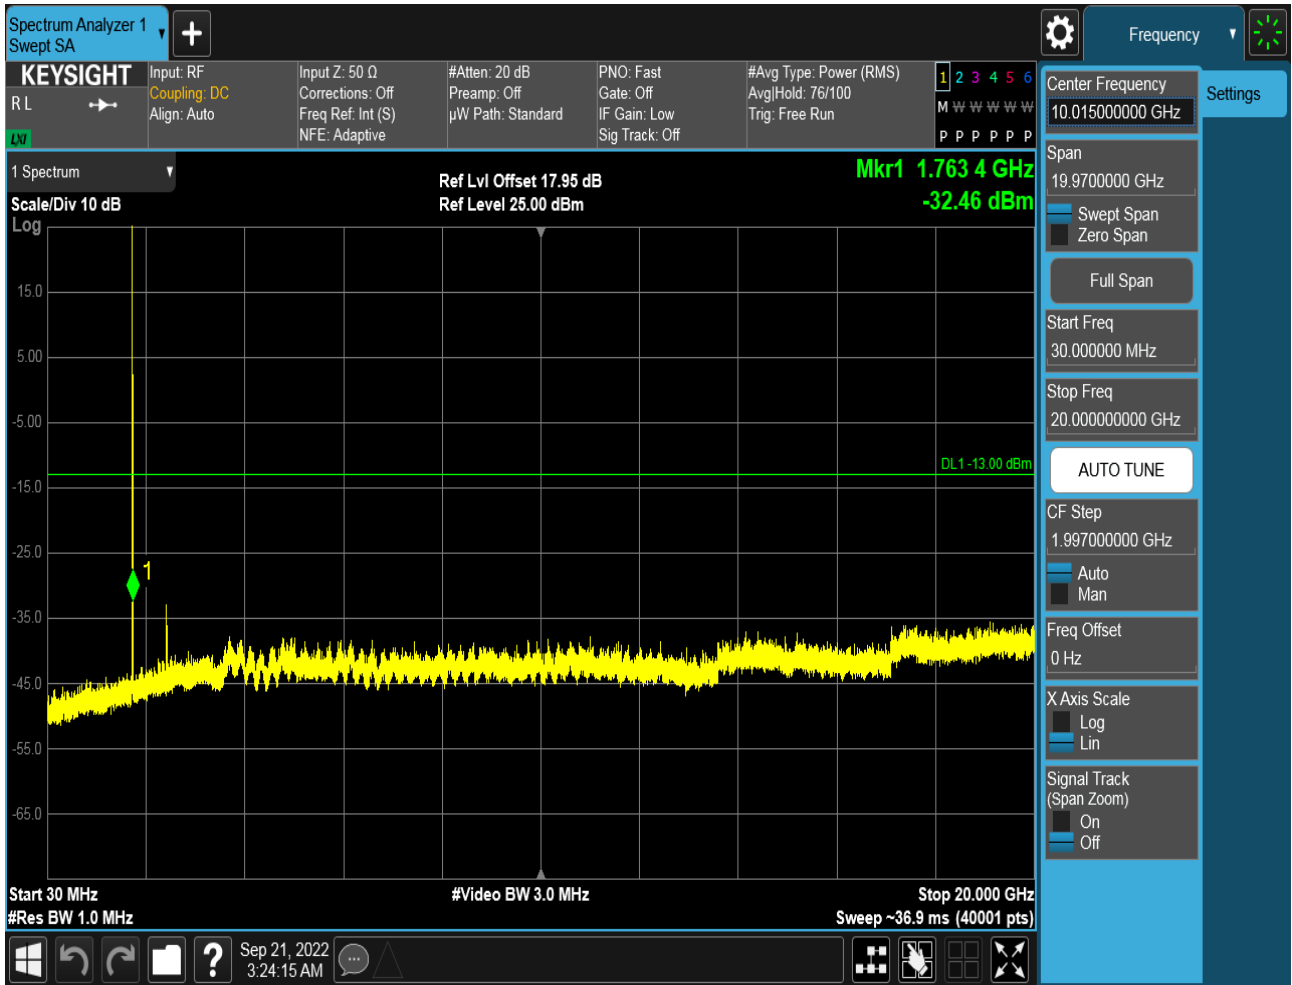 Spectrum Analyzer 1
Swept SA
+
Frequency
KEYSIGHT
R L
LXI
Input: RF
Coupling: DC
Align: Auto
Input Z: 50 Ω
Corrections: Off
Freq Ref: Int (S)
NFE: Adaptive
#Atten: 20 dB
Preamp: Off
µW Path: Standard
PNO: Fast
Gate: Off
IF Gain: Low
Sig Track: Off
#Avg Type: Power (RMS)
Avg|Hold: 76/100
Trig: Free Run
1 2 3 4 5 6
M W W W W W
P P P P P P
1 Spectrum
Scale/Div 10 dB
Log
Ref Lvl Offset 17.95 dB
Ref Level 25.00 dBm
Mkr1 1.763 4 GHz
-32.46 dBm
15.0
5.00
-5.00
DL1 -13.00 dBm
-15.0
-25.0
1
-35.0
-45.0
-55.0
-65.0
Start 30 MHz
#Res BW 1.0 MHz
#Video BW 3.0 MHz
Stop 20.000 GHz
Sweep ~36.9 ms (40001 pts)
?
Sep 21, 2022
3:24:15 AM
Center Frequency
10.015000000 GHz
Settings
Span
19.9700000 GHz
Swept Span
Zero Span
Full Span
Start Freq
30.000000 MHz
Stop Freq
20.000000000 GHz
AUTO TUNE
CF Step
1.997000000 GHz
Auto
Man
Freq Offset
0 Hz
X Axis Scale
Log
Lin
Signal Track
(Span Zoom)
On
Off